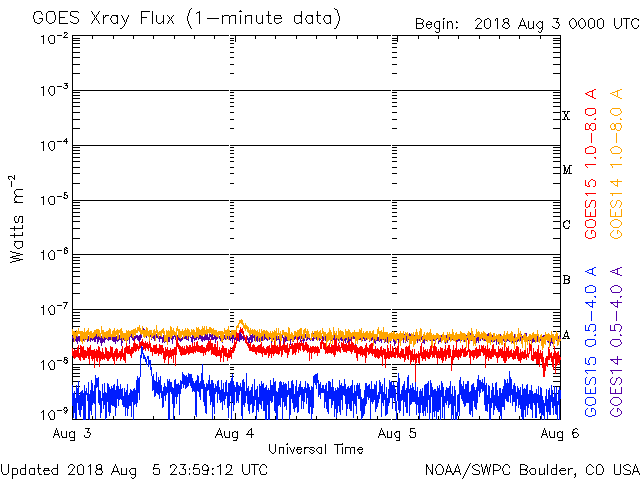 GOES Xray Flux (1-minute data)
Begin: 2018 Aug 3 0000 UTC
10⁻²
10⁻³
10⁻⁴
10⁻⁵
10⁻⁶
10⁻⁷
10⁻⁸
10⁻⁹
Watts m⁻²
X
M
C
B
A
GOES15 1.0-8.0 A
GOES14 1.0-8.0 A
GOES15 0.5-4.0 A
GOES14 0.5-4.0 A
Aug 3
Aug 4
Aug 5
Aug 6
Universal Time
Updated 2018 Aug 5 23:59:12 UTC
NOAA/SWPC Boulder, CO USA